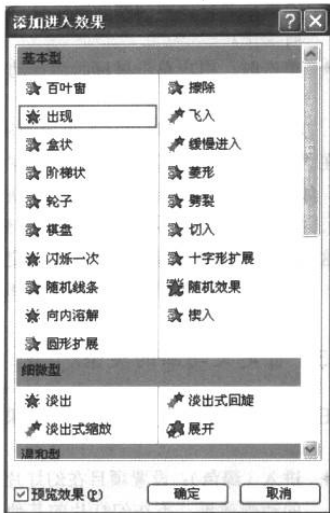 添加进入效果
基本型
百叶窗 擦除
出现 飞入
盒状 缓慢进入
阶梯状 菱形
轮子 劈裂
棋盘 切入
闪烁一次 十字形扩展
随机线条 随机效果
向内溶解 楔入
圆形扩展
细微型
淡出 淡出式回旋
淡出式缩放 展开
温和型
预览效果(P) 确定 取消